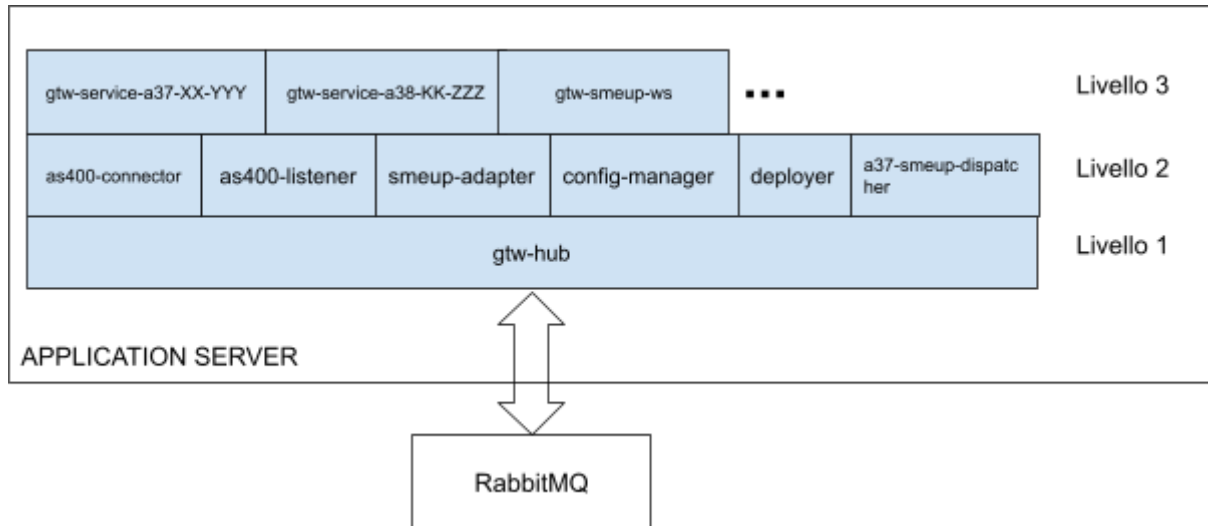 gtw-service-a37-XX-YYY gtw-service-a38-KK-ZZZ gtw-smeup-ws ... Livello 3
as400-connector as400-listener smeup-adapter config-manager deployer a37-smeup-dispatc
her Livello 2
gtw-hub Livello 1
APPLICATION SERVER
RabbitMQ